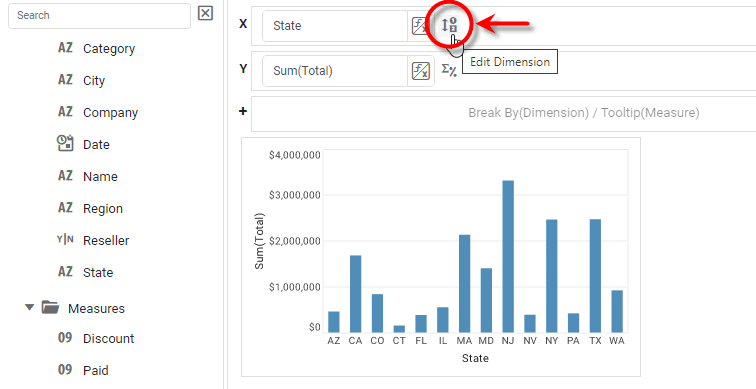 Search
AZ Category
AZ City
AZ Company
Date
AZ Name
AZ Region
Y|N Reseller
AZ State
Measures
09 Discount
09 Paid
X State f/x
Edit Dimension
Y Sum(Total) f/x Σ%
+ Break By(Dimension) / Tooltip(Measure)
$4,000,000
$3,000,000
$2,000,000
$1,000,000
$0
Sum(Total)
AZ CA CO CT FL IL MA MD NJ NV NY PA TX WA
State